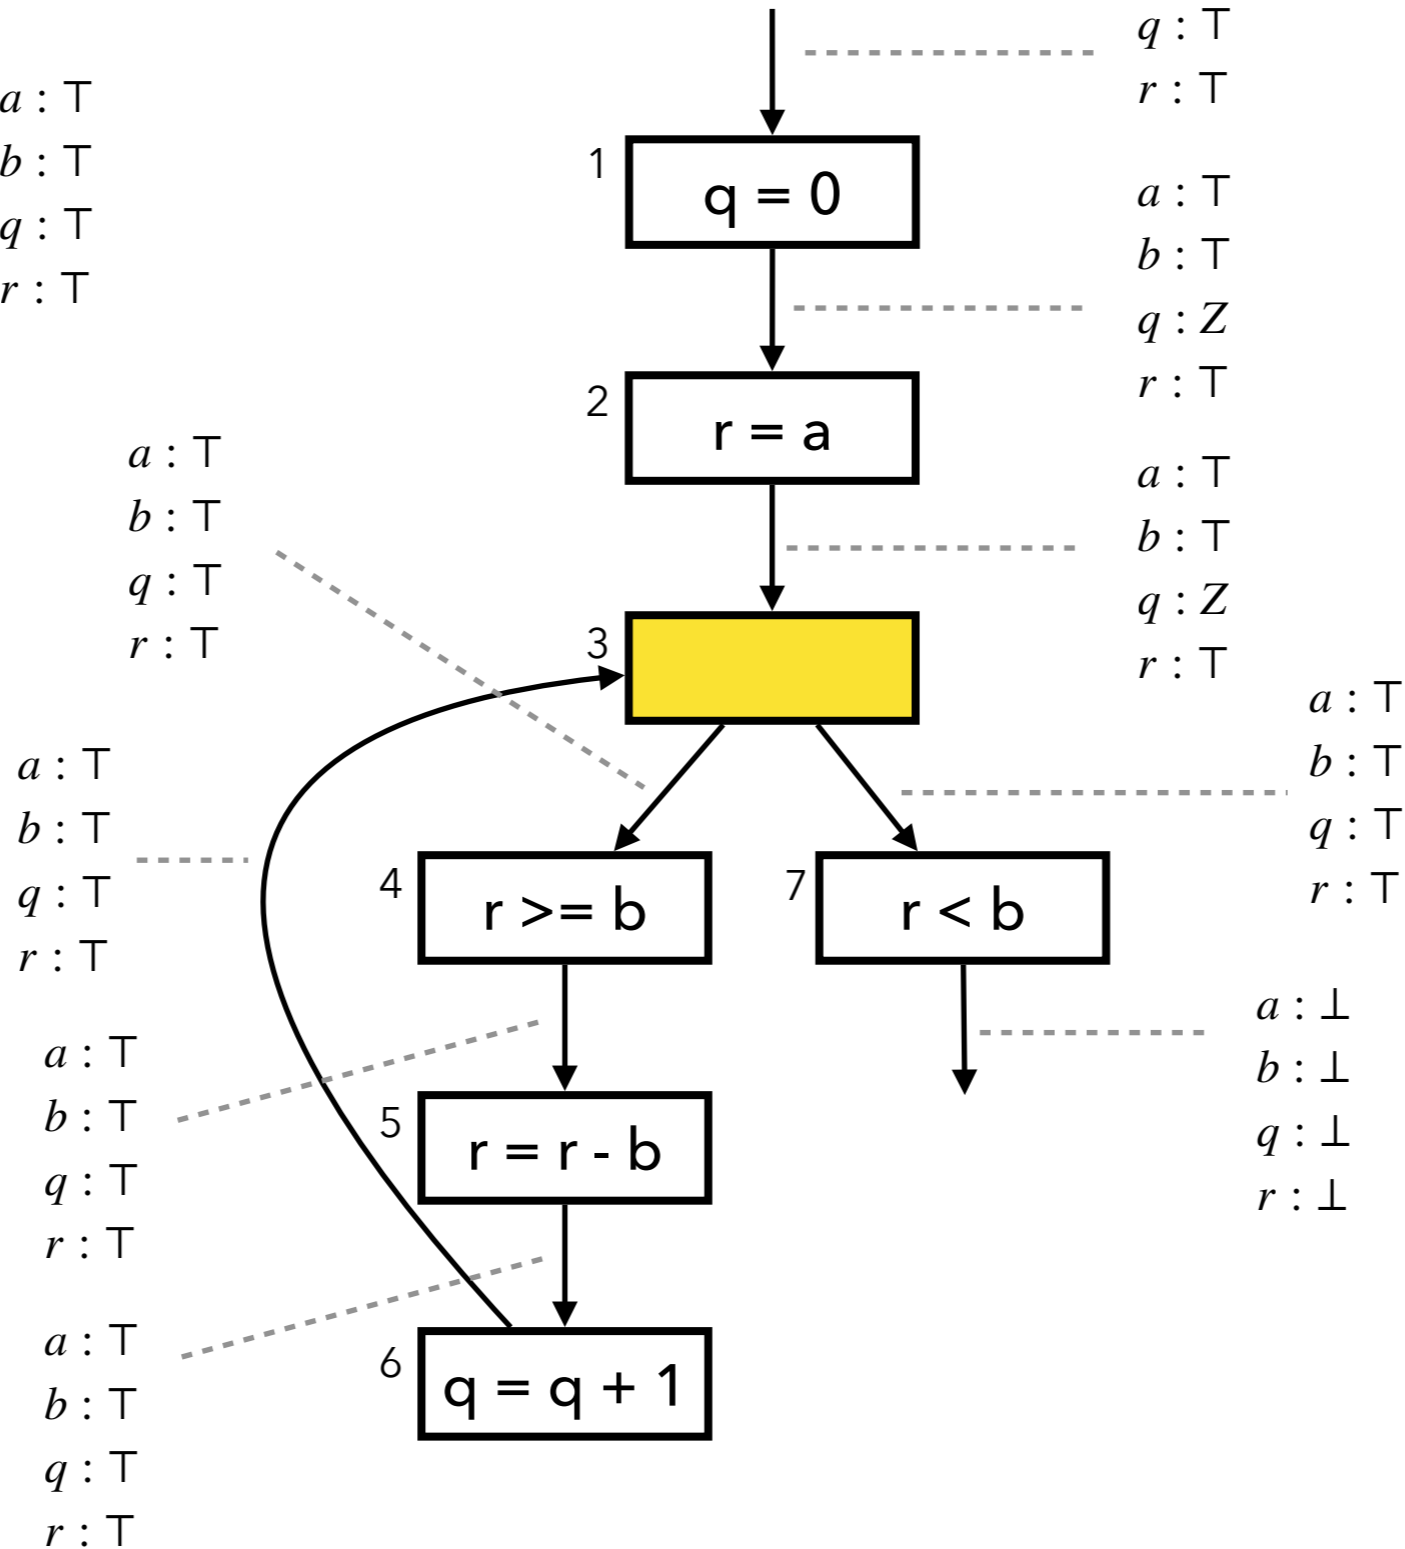 q : ⊤
r : ⊤
a : ⊤
b : ⊤
q : ⊤
r : ⊤
1
q = 0
a : ⊤
b : ⊤
q : Z
r : ⊤
2
r = a
a : ⊤
b : ⊤
q : ⊤
r : ⊤
a : ⊤
b : ⊤
q : Z
r : ⊤
3
a : ⊤
b : ⊤
q : ⊤
r : ⊤
a : ⊤
b : ⊤
q : ⊤
r : ⊤
4
r >= b
7
r < b
a : ⊥
b : ⊥
q : ⊥
r : ⊥
a : ⊤
b : ⊤
q : ⊤
r : ⊤
5
r = r - b
a : ⊤
b : ⊤
q : ⊤
r : ⊤
6
q = q + 1